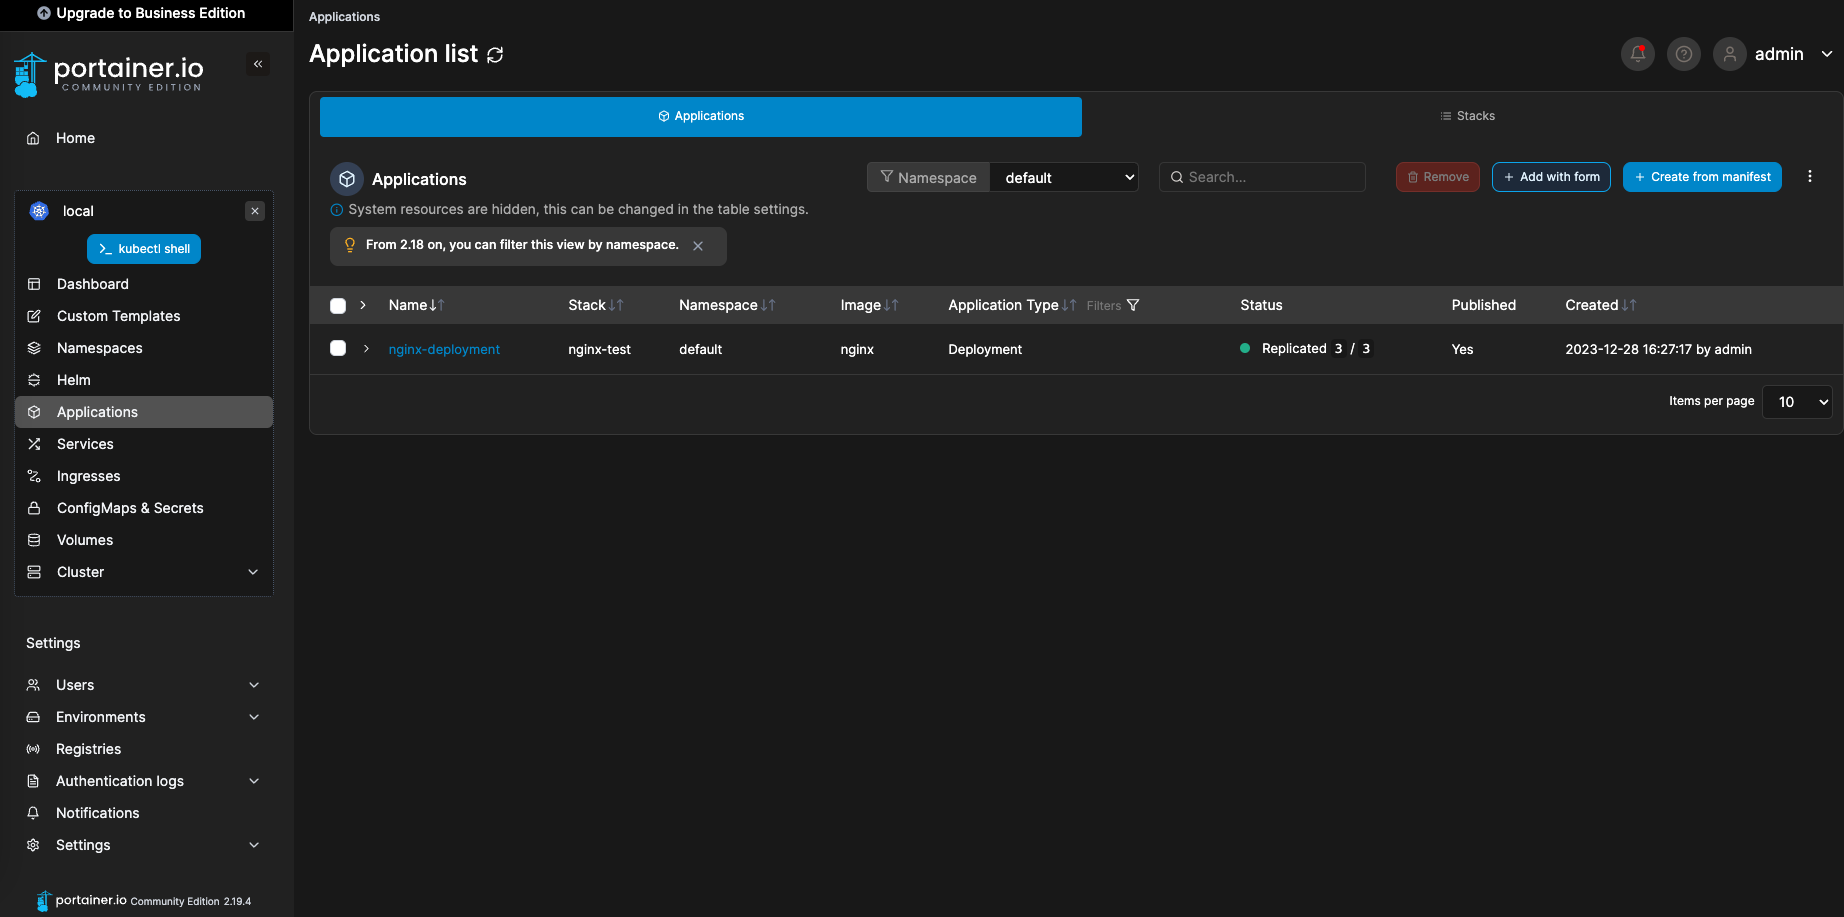 Upgrade to Business Edition
portainer.io
COMMUNITY EDITION
Home
local
kubectl shell
Dashboard
Custom Templates
Namespaces
Helm
Applications
Services
Ingresses
ConfigMaps & Secrets
Volumes
Cluster
Settings
Users
Environments
Registries
Authentication logs
Notifications
Settings
portainer.io Community Edition 2.19.4
Applications
Application list
admin
Applications
Stacks
Applications
Namespace default
Search...
Remove
+ Add with form
+ Create from manifest
System resources are hidden, this can be changed in the table settings.
From 2.18 on, you can filter this view by namespace.
Name Stack Namespace Image Application Type Filters Status Published Created
nginx-deployment nginx-test default nginx Deployment Replicated 3 / 3 Yes 2023-12-28 16:27:17 by admin
Items per page 10